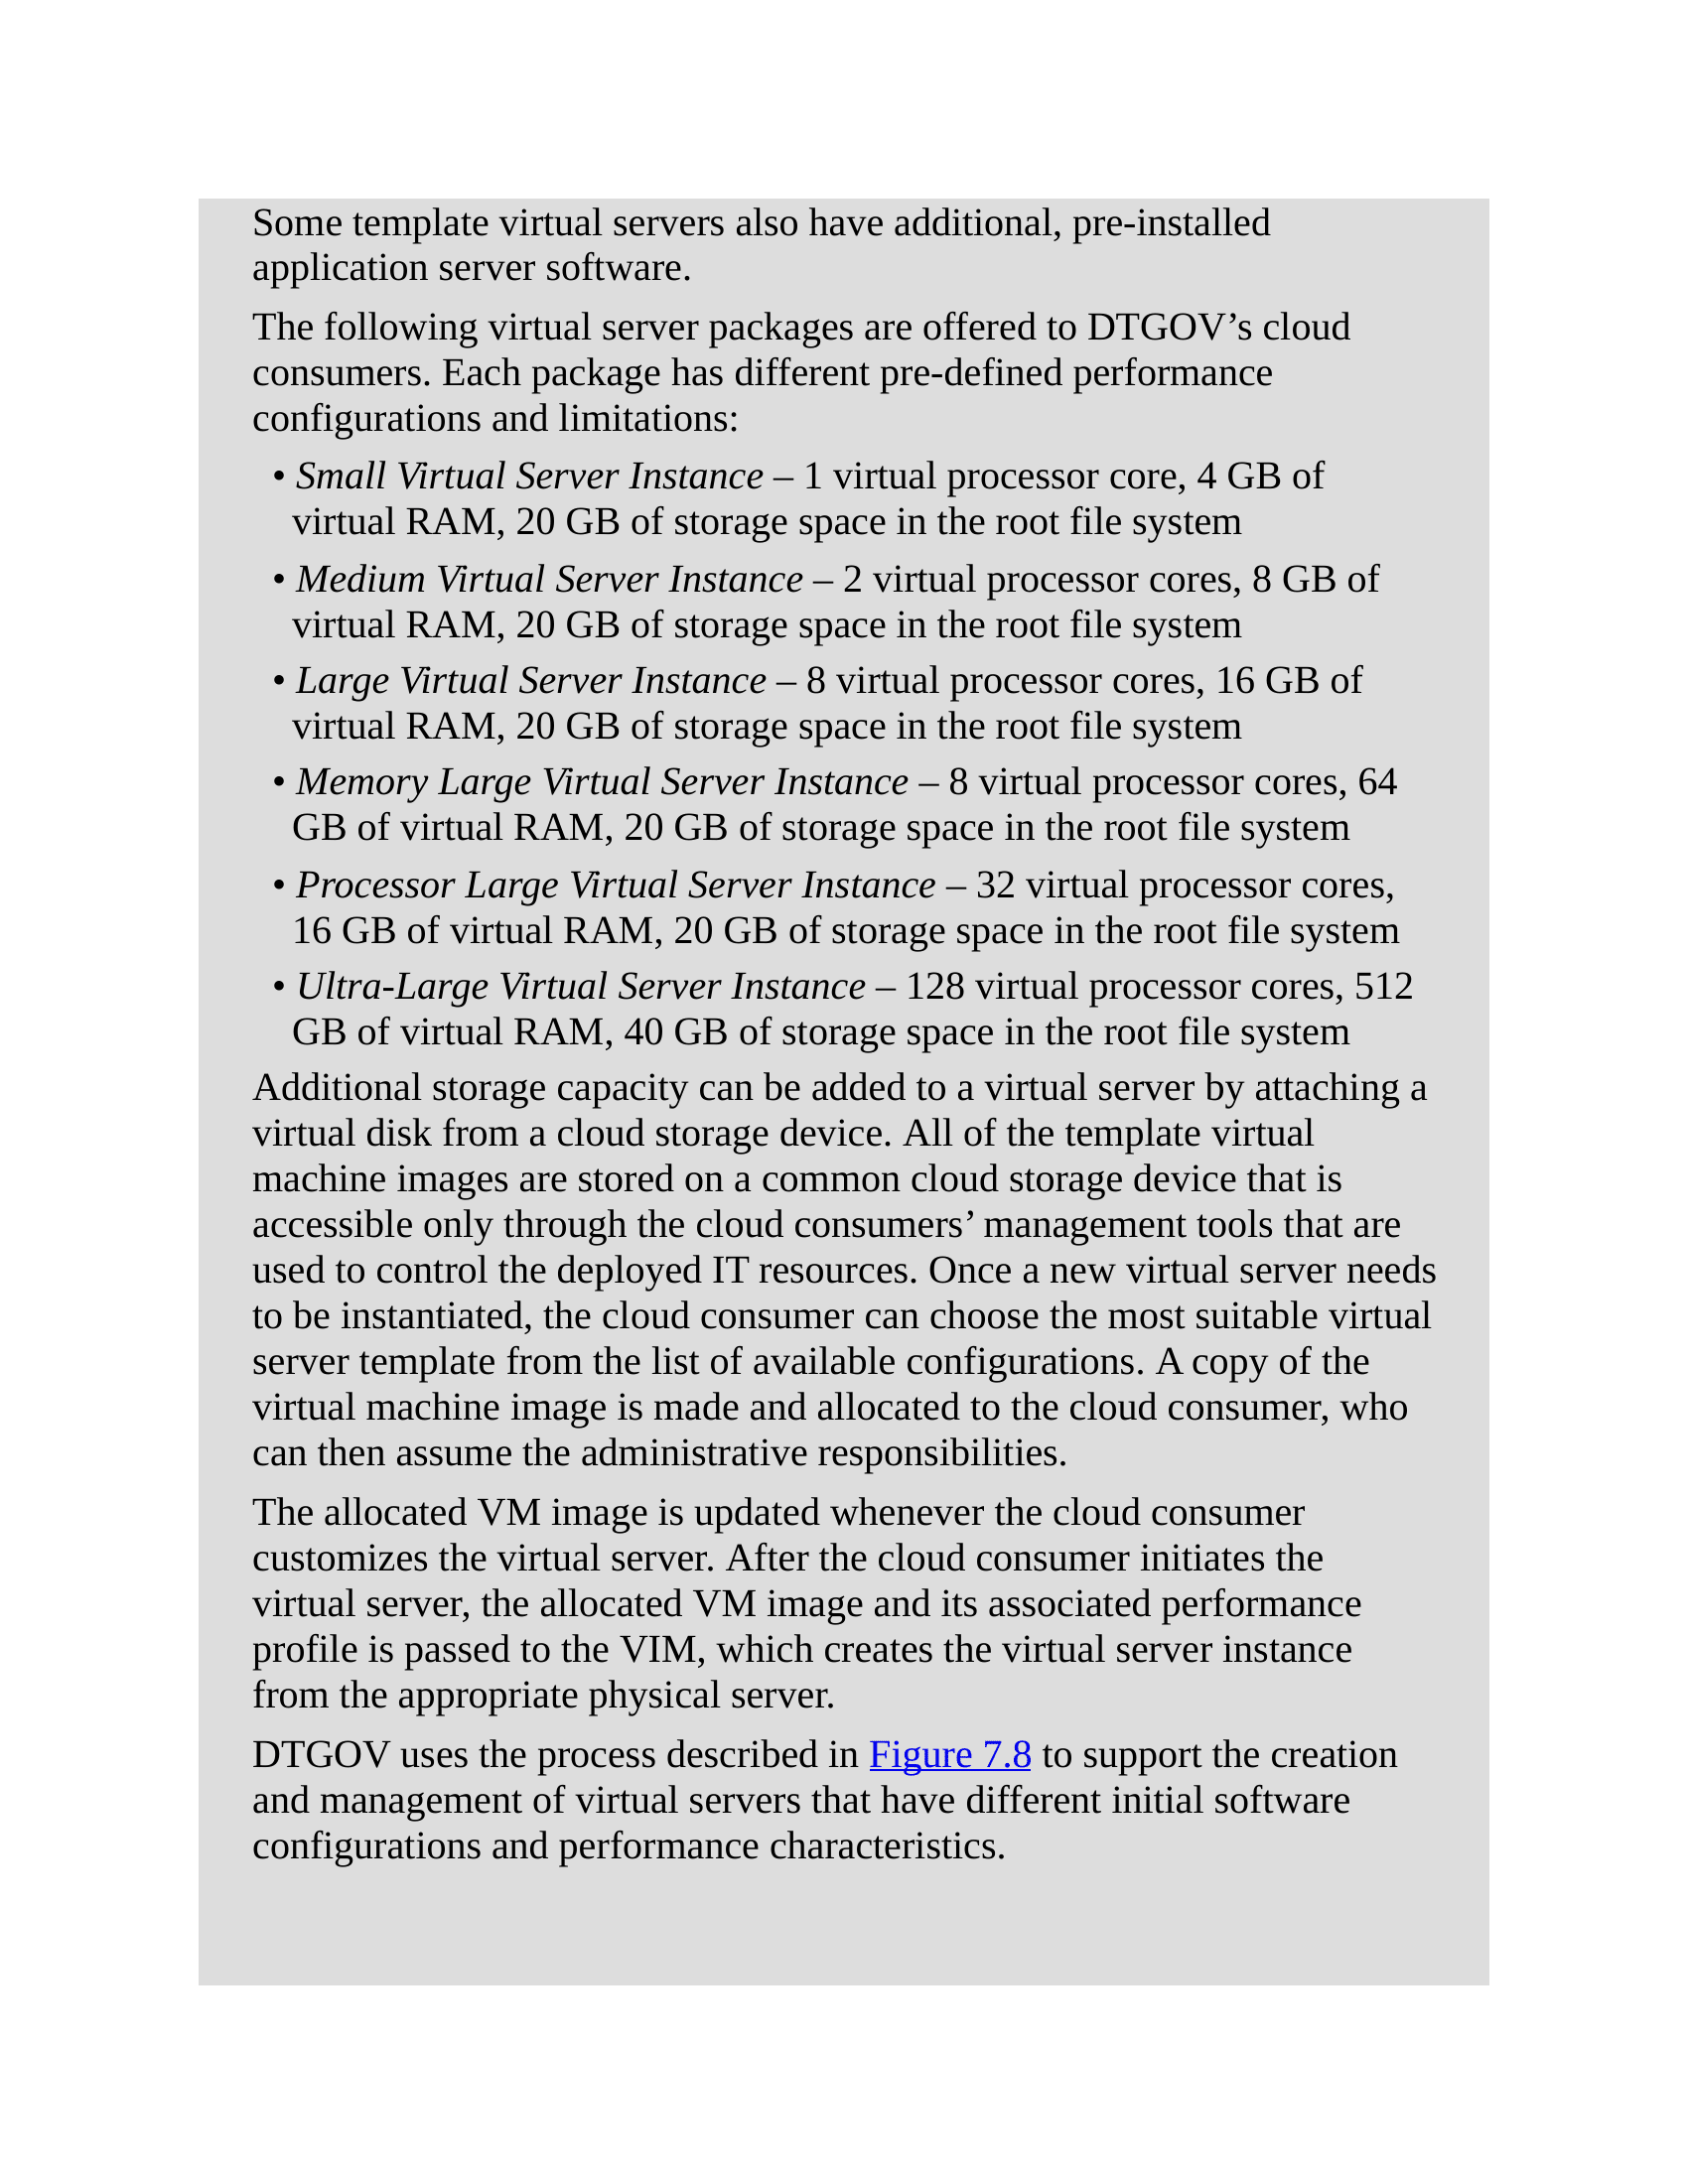 Some template virtual servers also have additional, pre-installed
application server software.
The following virtual server packages are offered to DTGOV’s cloud
consumers. Each package has different pre-defined performance
configurations and limitations:
• Small Virtual Server Instance – 1 virtual processor core, 4 GB of
virtual RAM, 20 GB of storage space in the root file system
• Medium Virtual Server Instance – 2 virtual processor cores, 8 GB of
virtual RAM, 20 GB of storage space in the root file system
• Large Virtual Server Instance – 8 virtual processor cores, 16 GB of
virtual RAM, 20 GB of storage space in the root file system
• Memory Large Virtual Server Instance – 8 virtual processor cores, 64
GB of virtual RAM, 20 GB of storage space in the root file system
• Processor Large Virtual Server Instance – 32 virtual processor cores,
16 GB of virtual RAM, 20 GB of storage space in the root file system
• Ultra-Large Virtual Server Instance – 128 virtual processor cores, 512
GB of virtual RAM, 40 GB of storage space in the root file system
Additional storage capacity can be added to a virtual server by attaching a
virtual disk from a cloud storage device. All of the template virtual
machine images are stored on a common cloud storage device that is
accessible only through the cloud consumers’ management tools that are
used to control the deployed IT resources. Once a new virtual server needs
to be instantiated, the cloud consumer can choose the most suitable virtual
server template from the list of available configurations. A copy of the
virtual machine image is made and allocated to the cloud consumer, who
can then assume the administrative responsibilities.
The allocated VM image is updated whenever the cloud consumer
customizes the virtual server. After the cloud consumer initiates the
virtual server, the allocated VM image and its associated performance
profile is passed to the VIM, which creates the virtual server instance
from the appropriate physical server.
DTGOV uses the process described in Figure 7.8 to support the creation
and management of virtual servers that have different initial software
configurations and performance characteristics.